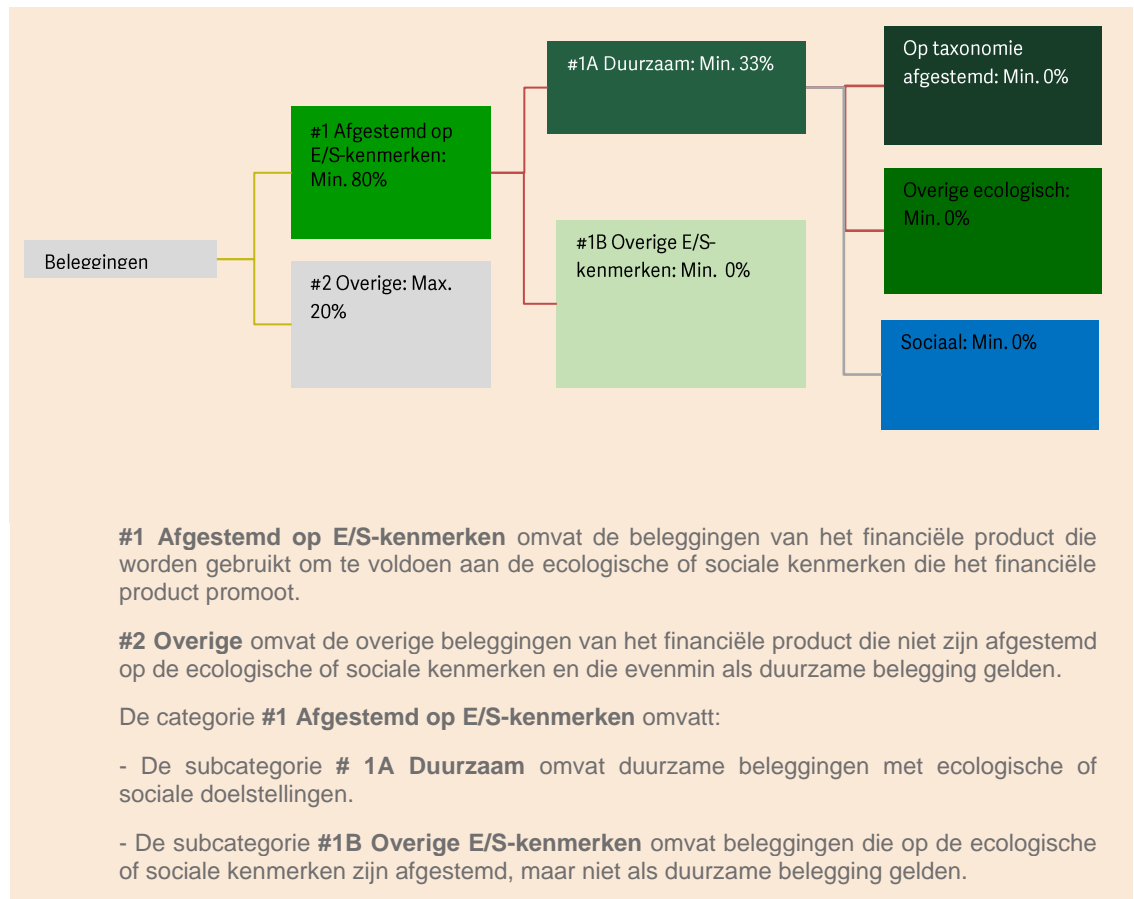 Beleggingen
#1 Afgestemd op
E/S-kenmerken:
Min. 80%
#2 Overige: Max.
20%
#1A Duurzaam: Min. 33%
#1B Overige E/S-
kenmerken: Min. 0%
Op taxonomie
afgestemd: Min. 0%
Overige ecologisch:
Min. 0%
Sociaal: Min. 0%
#1 Afgestemd op E/S-kenmerken omvat de beleggingen van het financiële product die
worden gebruikt om te voldoen aan de ecologische of sociale kenmerken die het financiële
product promoot.
#2 Overige omvat de overige beleggingen van het financiële product die niet zijn afgestemd
op de ecologische of sociale kenmerken en die evenmin als duurzame belegging gelden.
De categorie #1 Afgestemd op E/S-kenmerken omvatt:
- De subcategorie # 1A Duurzaam omvat duurzame beleggingen met ecologische of
sociale doelstellingen.
- De subcategorie #1B Overige E/S-kenmerken omvat beleggingen die op de ecologische
of sociale kenmerken zijn afgestemd, maar niet als duurzame belegging gelden.